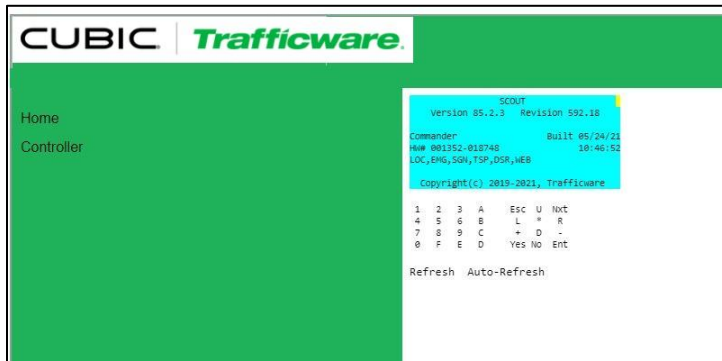 CUBIC | Trafficware.
Home
Controller
SCOUT
Version 85.2.3 Revision 592.18
Commander Built 05/24/21
HW# 001352-018748 10:46:52
LOC,EMG,SGN,TSP,DSR,WEB
Copyright(c) 2019-2021, Trafficware
1 2 3 A Esc U Nxt
4 5 6 B L * R
7 8 9 C + D -
0 F E D Yes No Ent
Refresh Auto-Refresh